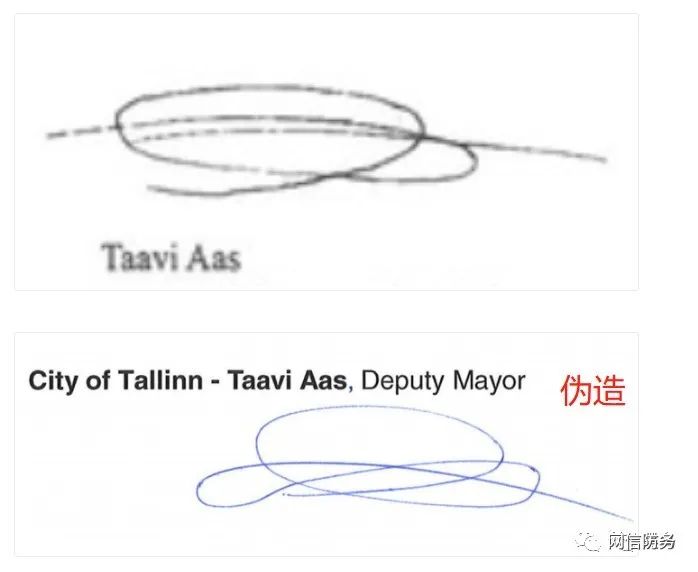 Taavi Aas
City of Tallinn - Taavi Aas, Deputy Mayor
伪造
网信防务